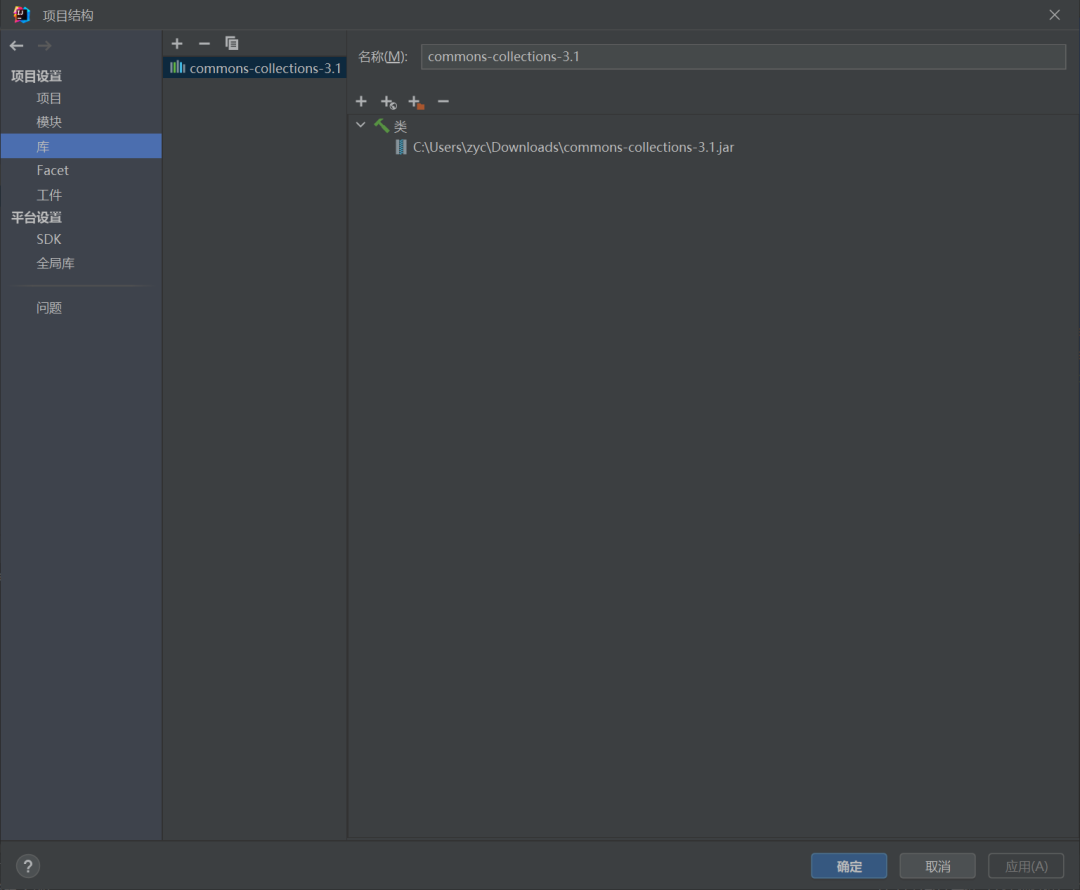 项目结构
项目设置
项目
模块
库
Facet
工件
平台设置
SDK
全局库
问题
commons-collections-3.1
名称(M):
commons-collections-3.1
类
C:\Users\zyc\Downloads\commons-collections-3.1.jar
?
确定
取消
应用(A)